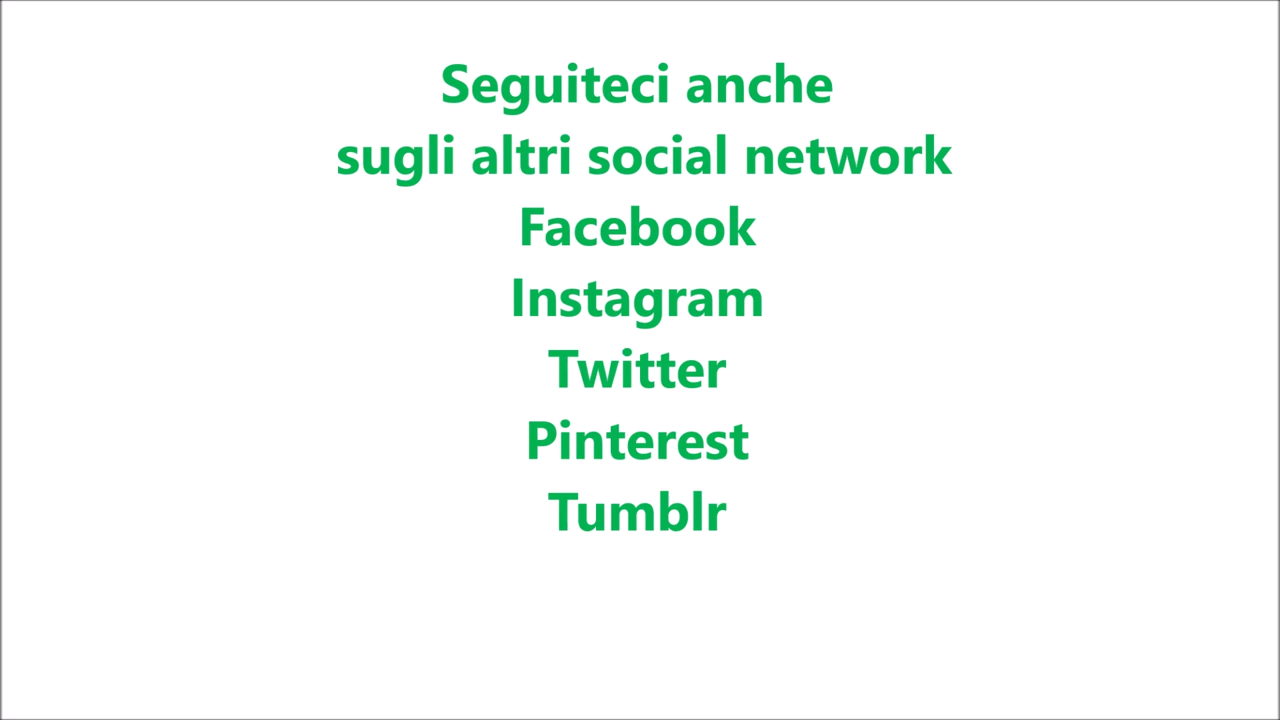 Seguiteci anche
sugli altri social network
Facebook
Instagram
Twitter
Pinterest
Tumblr